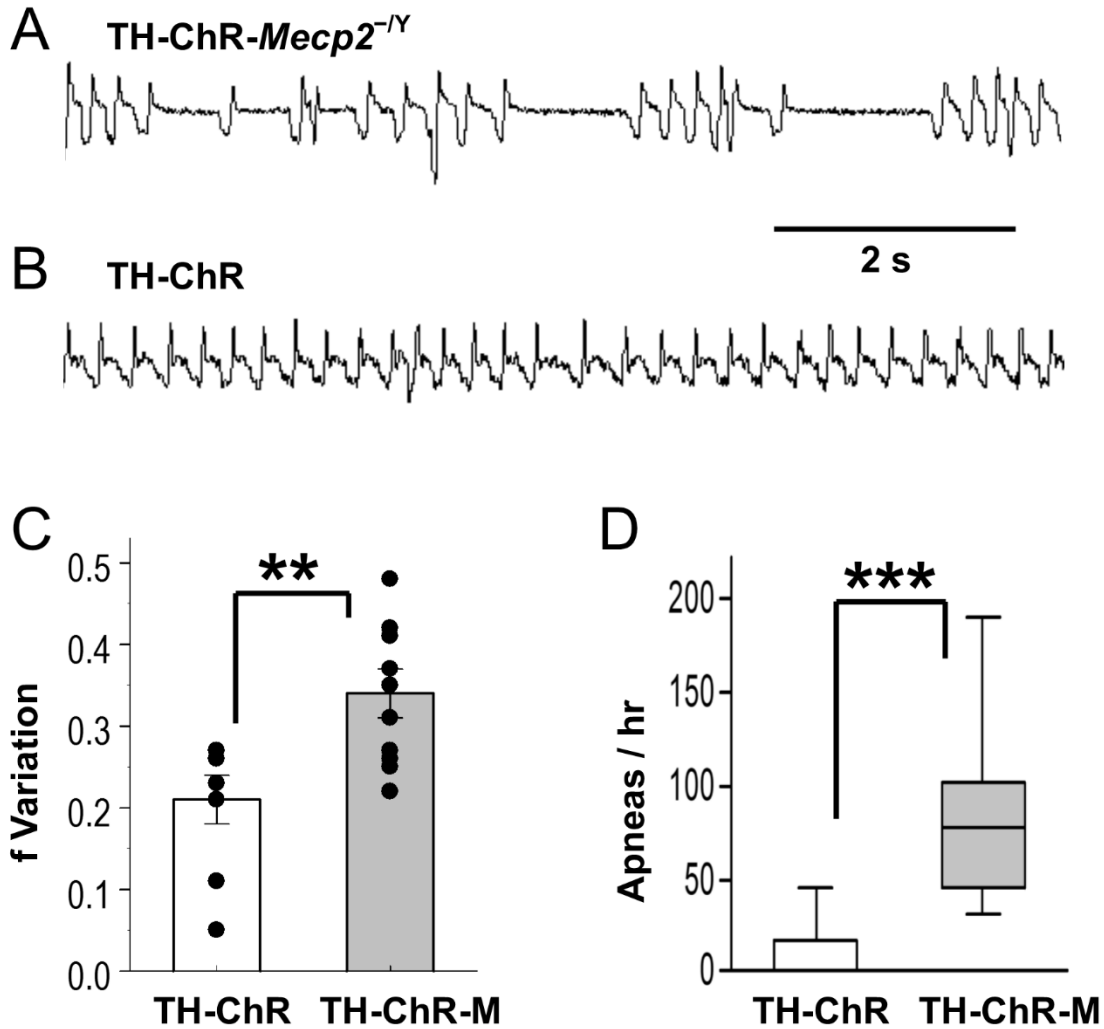 A
TH-ChR-Mecp2⁻/Y
2 s
B
TH-ChR
C
**
f Variation
0.5
0.4
0.3
0.2
0.1
0.0
TH-ChR TH-ChR-M
D
***
Apneas / hr
200
150
100
50
0
TH-ChR TH-ChR-M